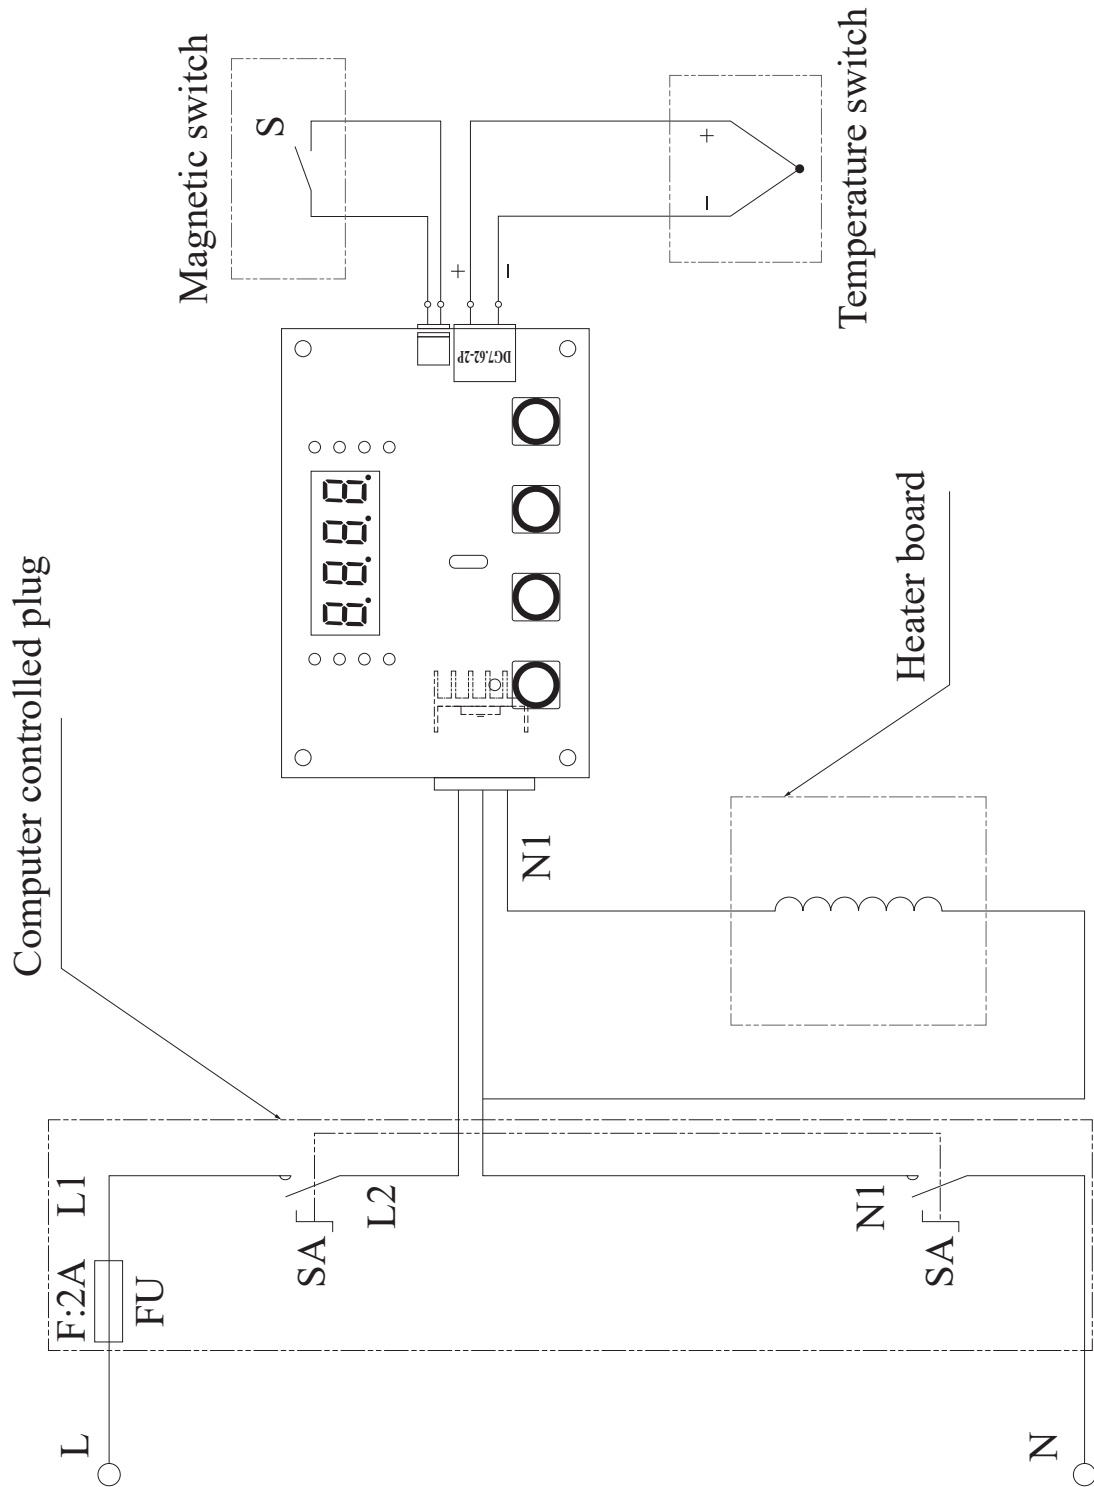 Computer controlled plug
Magnetic switch
S
+
−
DG7.62-2P
8.8.8.8.
+
−
Temperature switch
Heater board
N1
L1
F:2A
FU
SA
L2
N1
SA
L
N